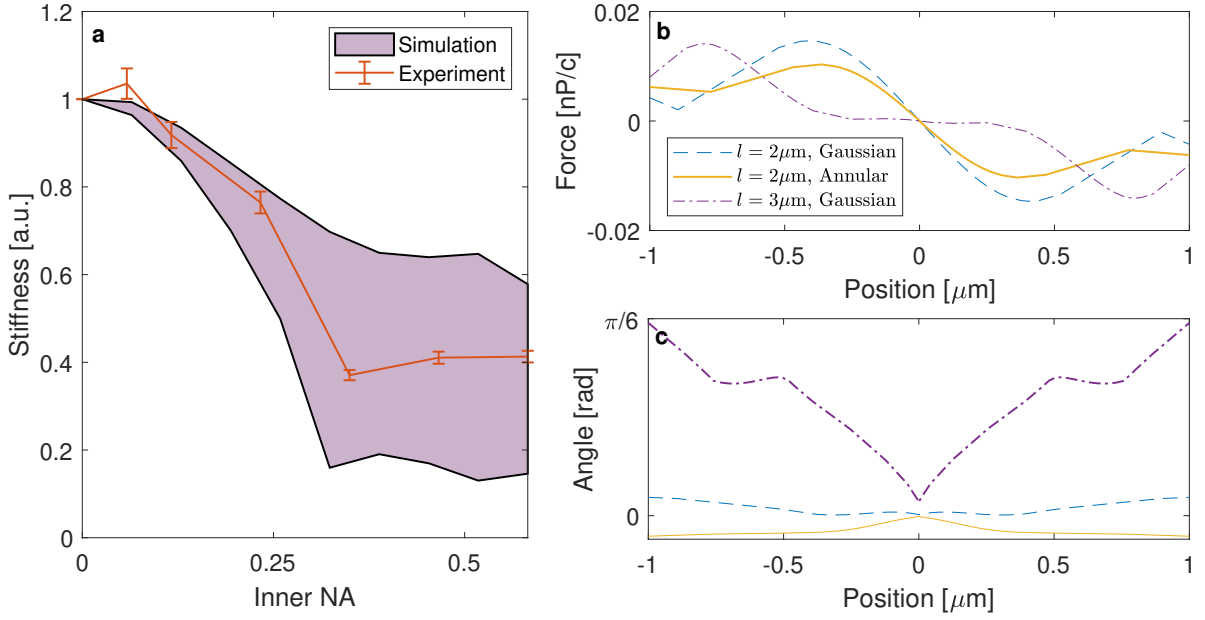 a
1.2
1
0.8
0.6
0.4
0.2
0
0 0.25 0.5
Stiffness [a.u.]
Inner NA
Simulation
Experiment
b
0.02
0
-0.02
-1 -0.5 0 0.5 1
Force [nP/c]
Position [μm]
l = 2μm, Gaussian
l = 2μm, Annular
l = 3μm, Gaussian
c
π/6
0
-1 -0.5 0 0.5 1
Angle [rad]
Position [μm]